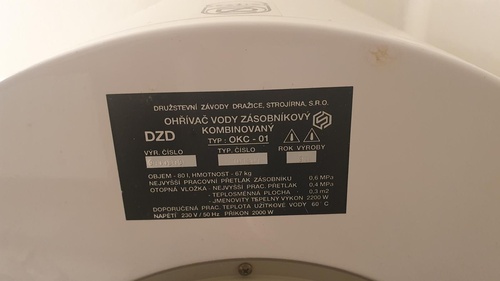 DRUŽSTEVNÍ ZÁVODY DRAŽICE, STROJÍRNA, S.R.O.
OHŘÍVAČ VODY ZÁSOBNÍKOVÝ
KOMBINOVANÝ
DZD TYP: OKC - 01
VÝR. ČÍSLO TYP. ČÍSLO ROK VÝROBY
OBJEM - 80 l, HMOTNOST - 67 kg
NEJVYŠŠÍ PRACOVNÍ PŘETLAK ZÁSOBNÍKU 0,6 MPa
OTOPNÁ VLOŽKA - NEJVYŠŠÍ PRAC. PŘETLAK 0,4 MPa
- TEPLOSMĚNNÁ PLOCHA 0,3 m2
- JMENOVITÝ TEPELNÝ VÝKON 2200 W
DOPORUČENÁ PRAC. TEPLOTA UŽITKOVÉ VODY 60 °C
NAPĚTÍ 230 V / 50 Hz PŘÍKON 2000 W